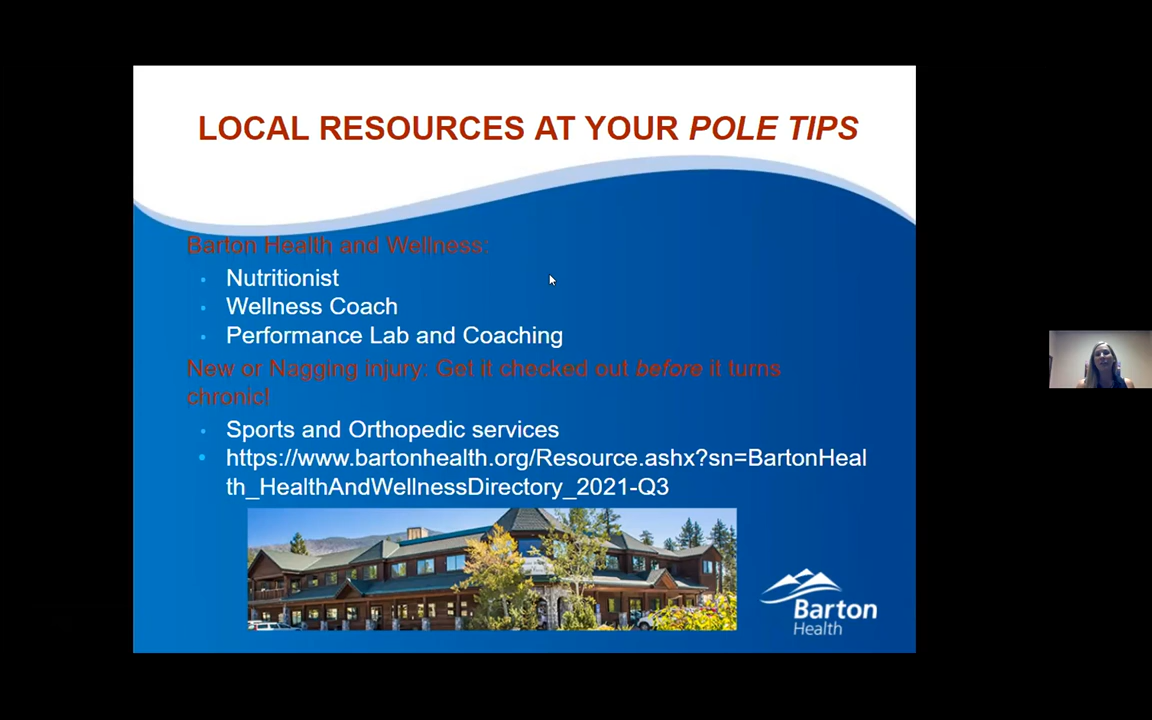 LOCAL RESOURCES AT YOUR POLE TIPS
Barton Health and Wellness:
Nutritionist
Wellness Coach
Performance Lab and Coaching
New or Nagging injury: Get it checked out before it turns
chronic!
Sports and Orthopedic services
https://www.bartonhealth.org/Resource.ashx?sn=BartonHeal
th_HealthAndWellnessDirectory_2021-Q3
Barton
Health